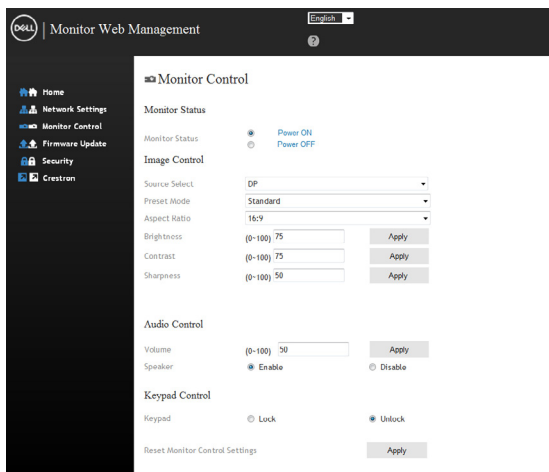 English
DELL | Monitor Web Management
?
Home
Network Settings
Monitor Control
Firmware Update
Security
Crestron
Monitor Control
Monitor Status
Monitor Status Power ON
Power OFF
Image Control
Source Select DP
Preset Mode Standard
Aspect Ratio 16:9
Brightness (0~100) 75 Apply
Contrast (0~100) 75 Apply
Sharpness (0~100) 50 Apply
Audio Control
Volume (0~100) 50 Apply
Speaker Enable Disable
Keypad Control
Keypad Lock Unlock
Reset Monitor Control Settings Apply